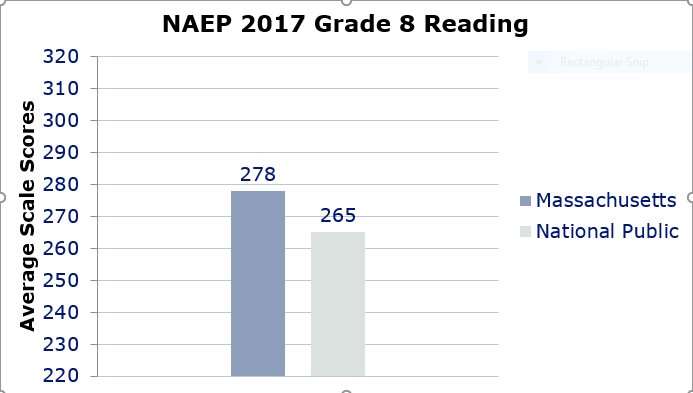 NAEP 2017 Grade 8 Reading
Rectangular Snip
Average Scale Scores
320
310
300
290
280
270
260
250
240
230
220
278
265
Massachusetts
National Public